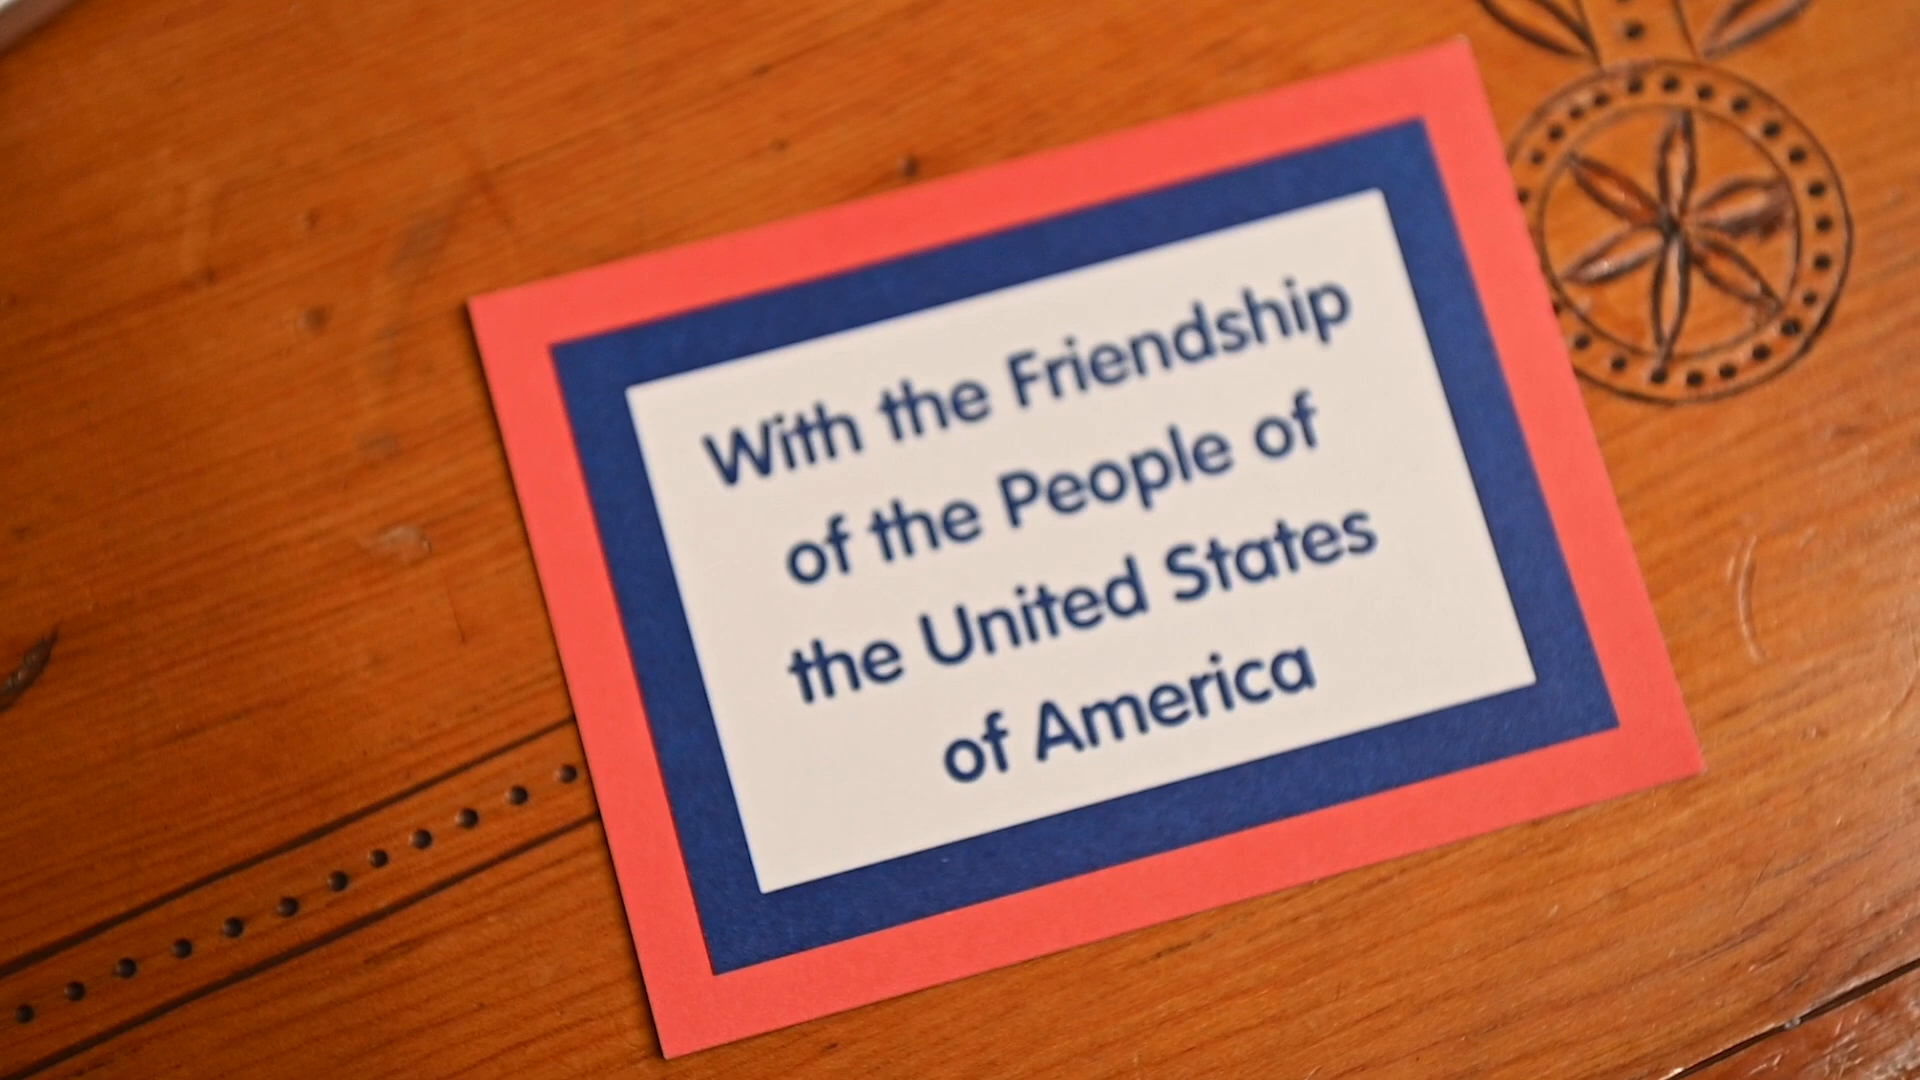 With the Friendship
of the People of
the United States
of America